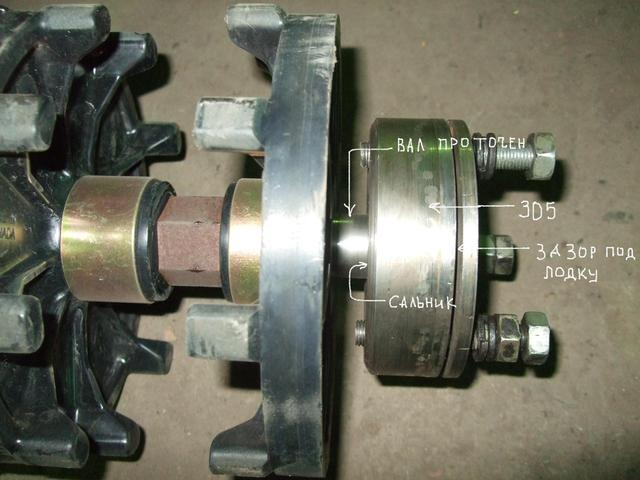 ВАЛ ПРОТОЧЕН
305
ЗАЗОР ПОД
ЛОДКУ
САЛЬНИК